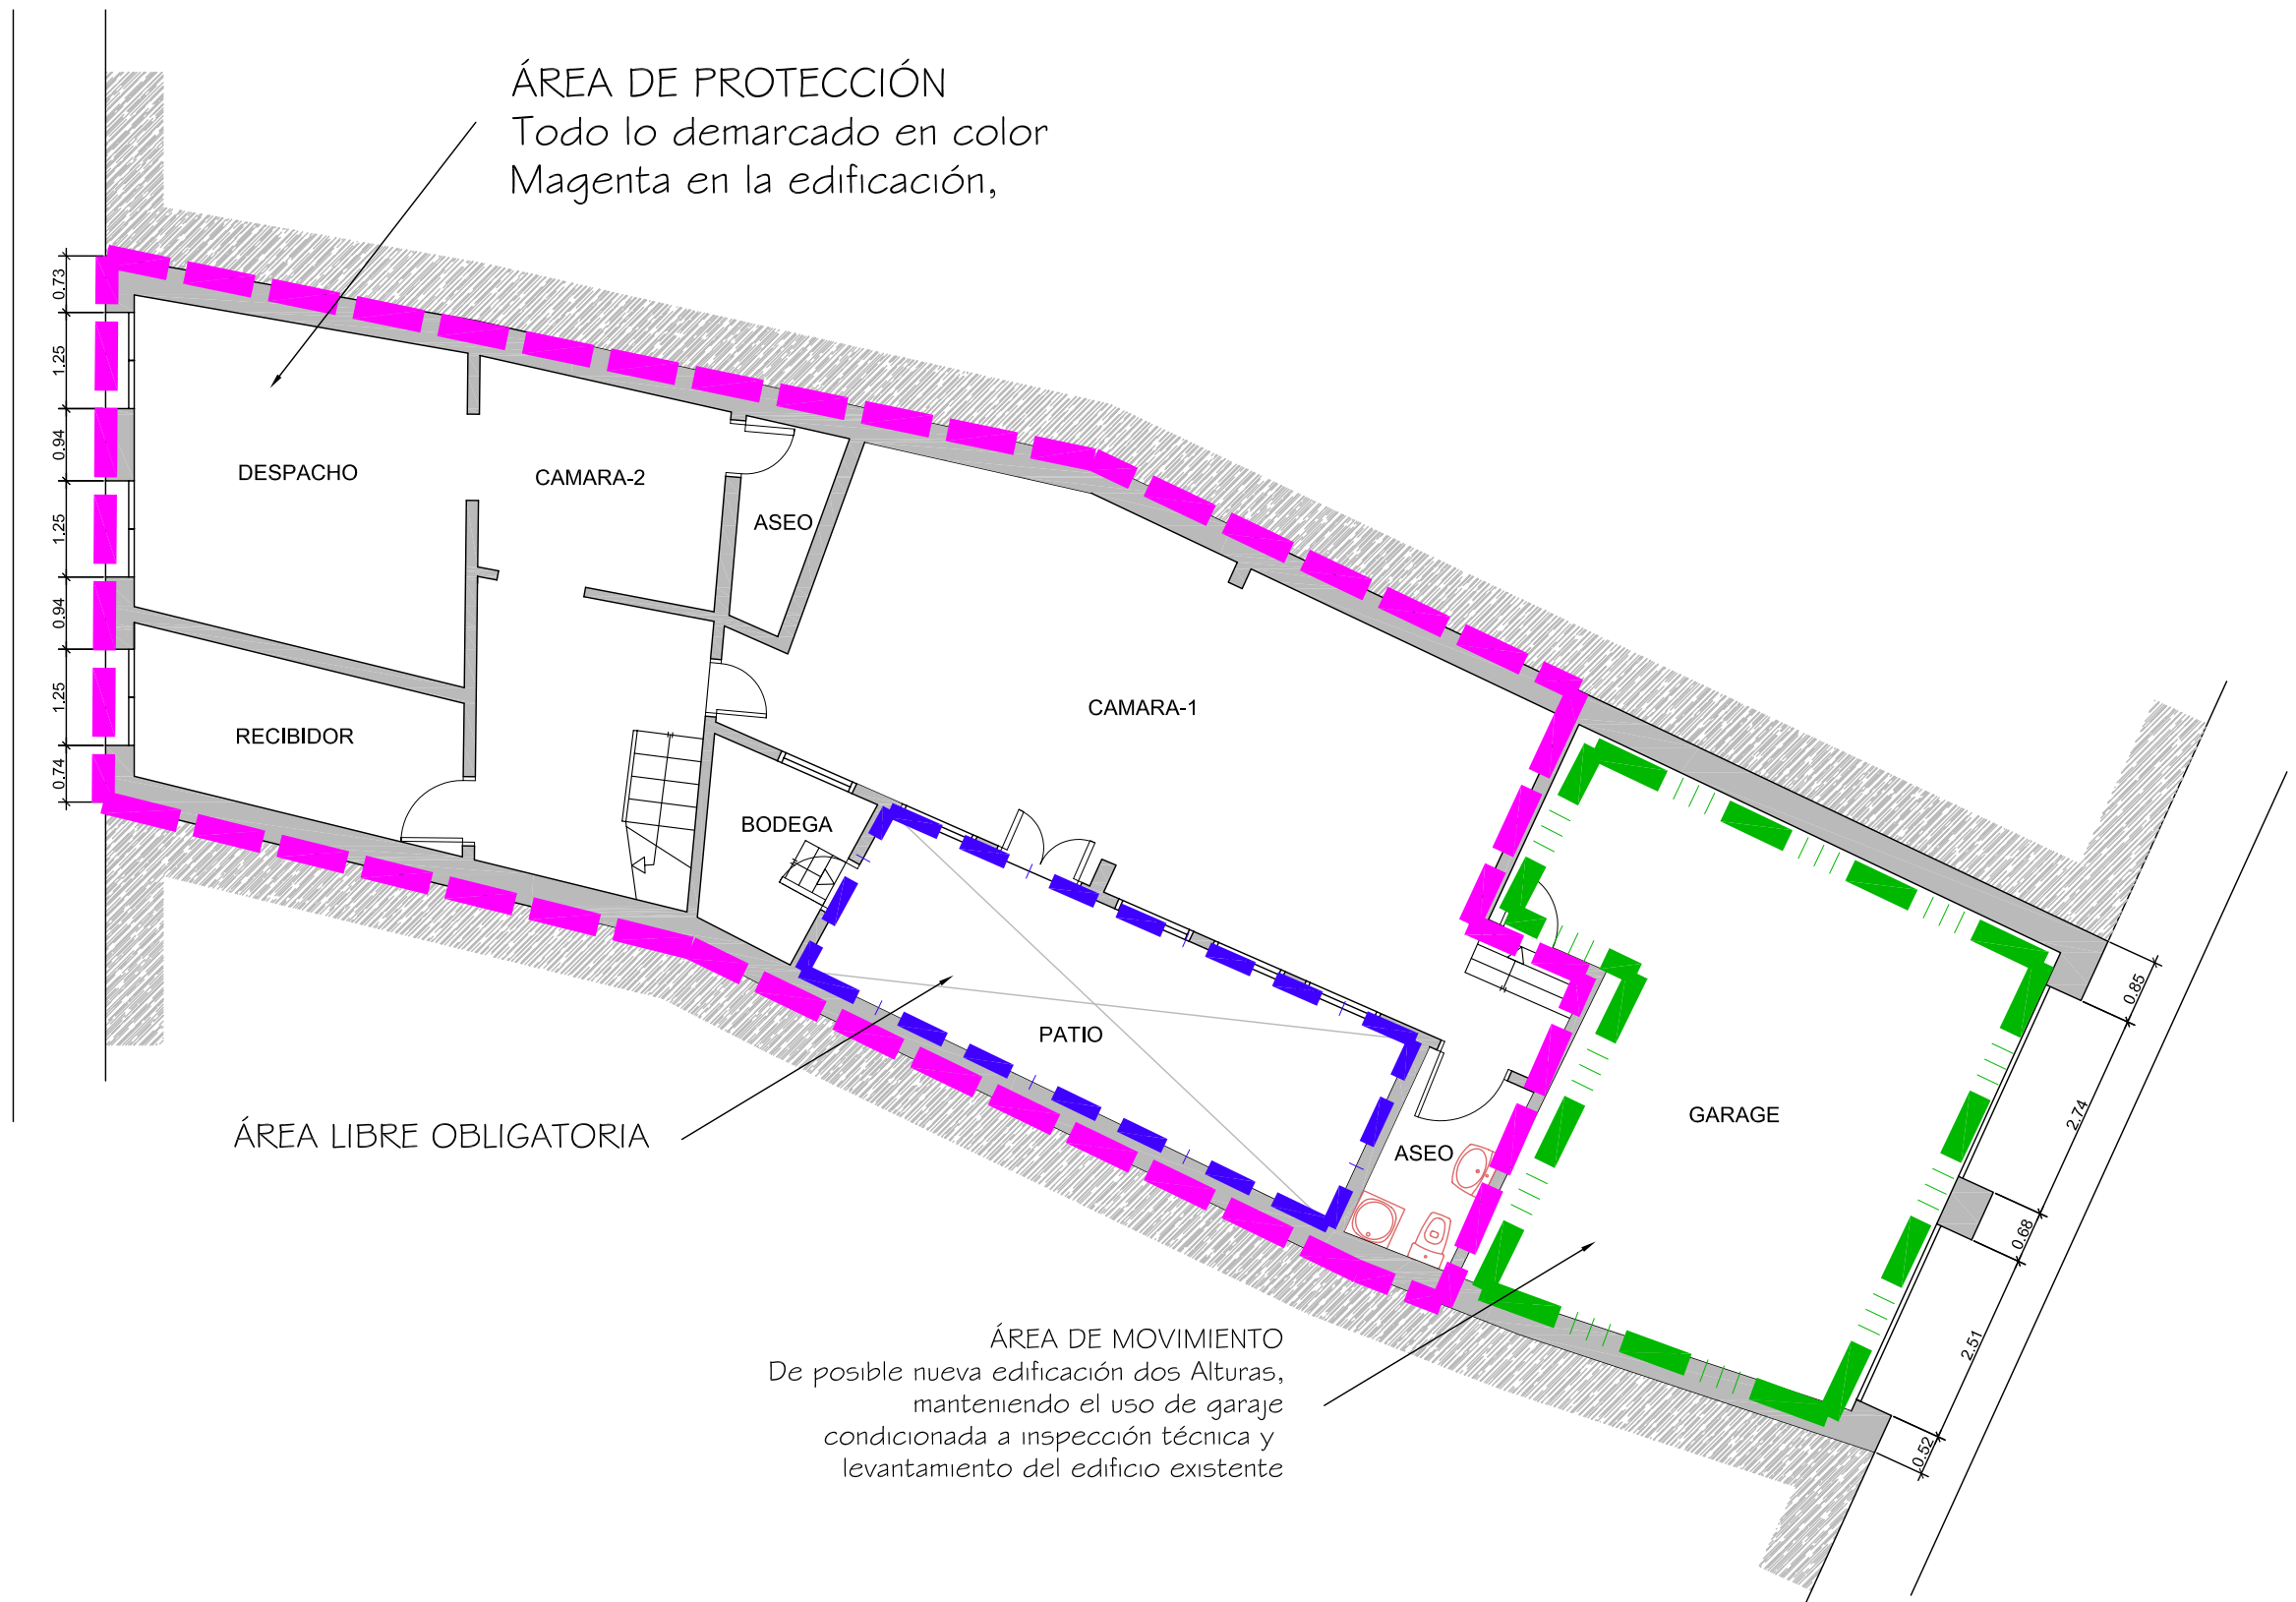 ÁREA DE PROTECCIÓN
Todo lo demarcado en color
Magenta en la edificación,
0.73
1.25
0.94
1.25
0.94
1.25
0.74
DESPACHO
CAMARA-2
ASEO
RECIBIDOR
CAMARA-1
BODEGA
PATIO
ÁREA LIBRE OBLIGATORIA
ASEO
GARAGE
0.85
2.74
0.68
2.51
0.52
ÁREA DE MOVIMIENTO
De posible nueva edificación dos Alturas,
manteniendo el uso de garaje
condicionada a inspección técnica y
levantamiento del edificio existente